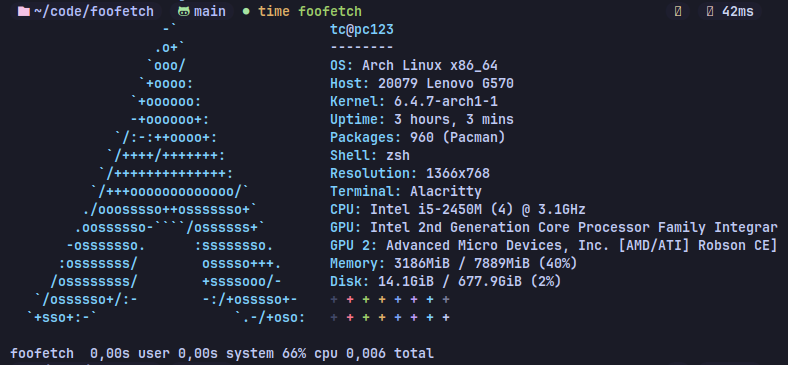 ~/code/foofetch main ● time foofetch 42ms
-`
.o+`
`ooo/
`+oooo:
`+oooooo:
-+oooooo+:
`/:-:++oooo+:
`/++++/+++++++:
`/++++++++++++++:
`/+++ooooooooooooo/`
./ooosssso++osssssso+`
.oossssso-````/ossssss+`
-osssssso. :ssssssso.
:osssssss/ osssso+++.
/ossssssss/ +ssssooo/-
`/ossssso+/:- -:/+osssso+-
`+sso+:-` `.-/+oso:
tc@pc123
--------
OS: Arch Linux x86_64
Host: 20079 Lenovo G570
Kernel: 6.4.7-arch1-1
Uptime: 3 hours, 3 mins
Packages: 960 (Pacman)
Shell: zsh
Resolution: 1366x768
Terminal: Alacritty
CPU: Intel i5-2450M (4) @ 3.1GHz
GPU: Intel 2nd Generation Core Processor Family Integrar
GPU 2: Advanced Micro Devices, Inc. [AMD/ATI] Robson CE]
Memory: 3186MiB / 7889MiB (40%)
Disk: 14.1GiB / 677.9GiB (2%)
+ + + + + + + +
+ + + + + + + +
foofetch 0,00s user 0,00s system 66% cpu 0,006 total